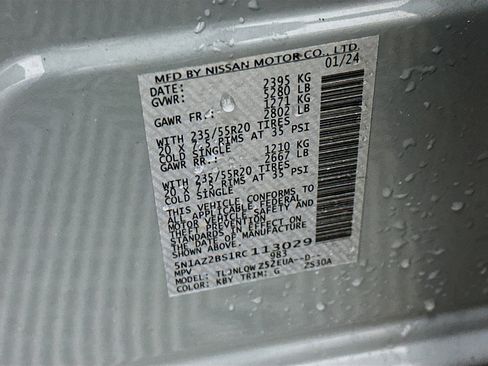 MFD BY NISSAN MOTOR CO., LTD.
DATE: 01/24
GVWR: 2395 KG
5280 LB
GAWR FR.: 1271 KG
2802 LB
WITH 235/55R20 TIRES
20 X 7.5 RIMS AT 35 PSI
COLD SINGLE
GAWR RR.: 1210 KG
2667 LB
WITH 235/55R20 TIRES
20 X 7.5 RIMS AT 35 PSI
COLD SINGLE
THIS VEHICLE CONFORMS TO
ALL APPLICABLE FEDERAL
MOTOR VEHICLE SAFETY AND
THEFT PREVENTION
STANDARDS IN EFFECT ON
THE DATE OF MANUFACTURE
SHOWN ABOVE.
5N1AZ2BS1RC113029
MPV 983
MODEL: TLJNLQWZ52EUA--D--
COLOR: KBY TRIM: G ZS30A